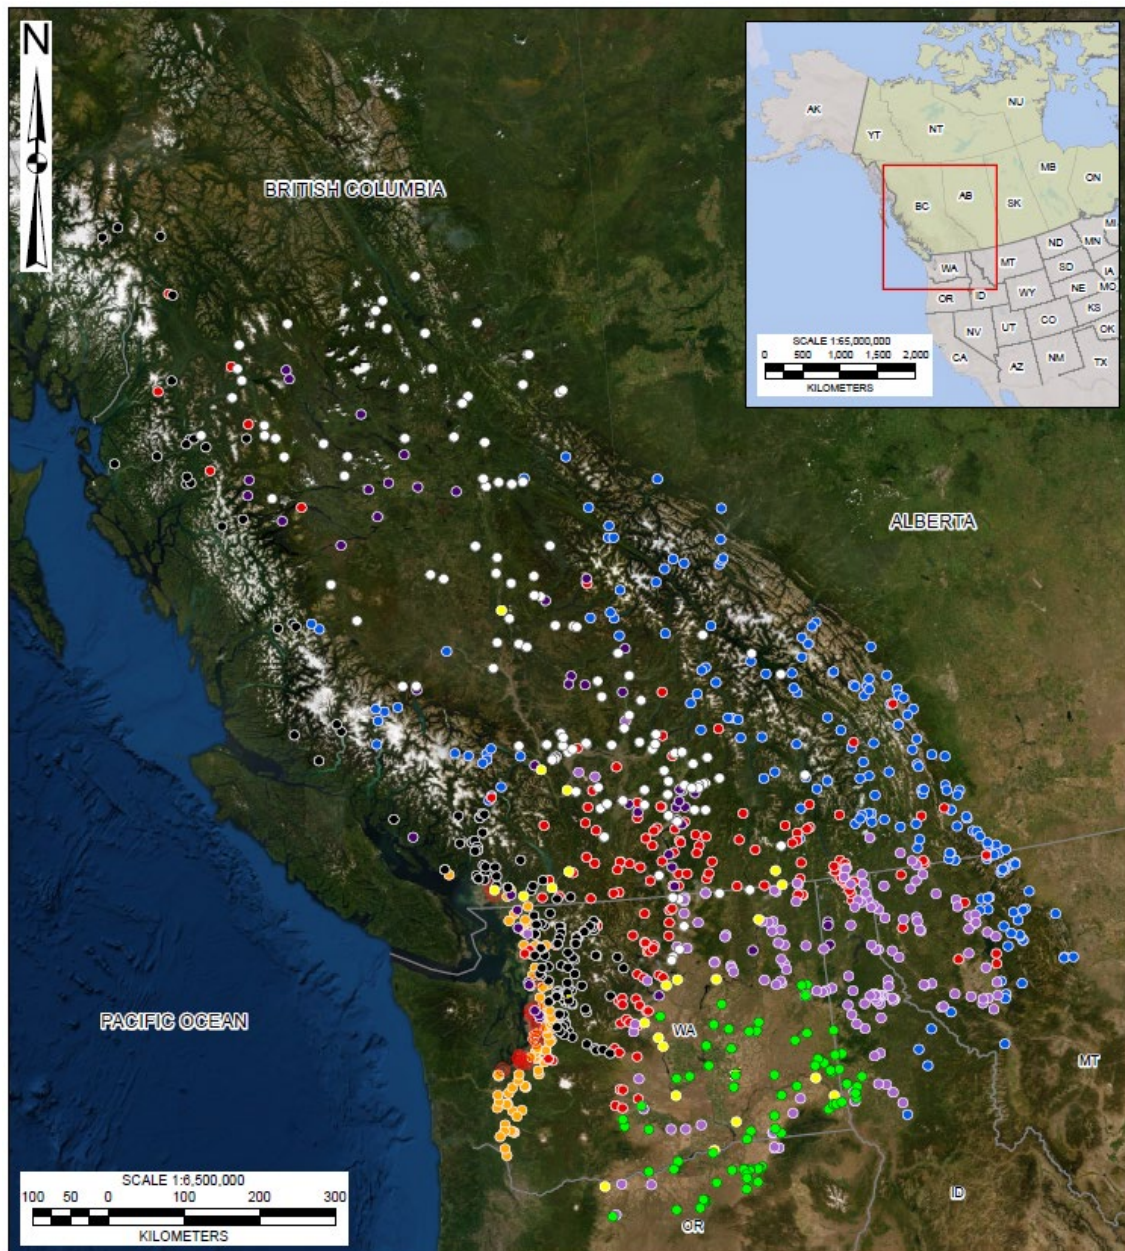 N
BRITISH COLUMBIA
ALBERTA
PACIFIC OCEAN
WA
MT
ID
OR
SCALE 1:6,500,000
100 50 0 100 200 300
KILOMETERS
AK
YT
NT
NU
BC
AB
SK
MB
ON
WA
MT
ND
MN
MI
OR
ID
WY
SD
IA
NE
MO
NV
UT
CO
KS
CA
AZ
NM
OK
TX
SCALE 1:65,000,000
0 500 1,000 1,500 2,000
KILOMETERS